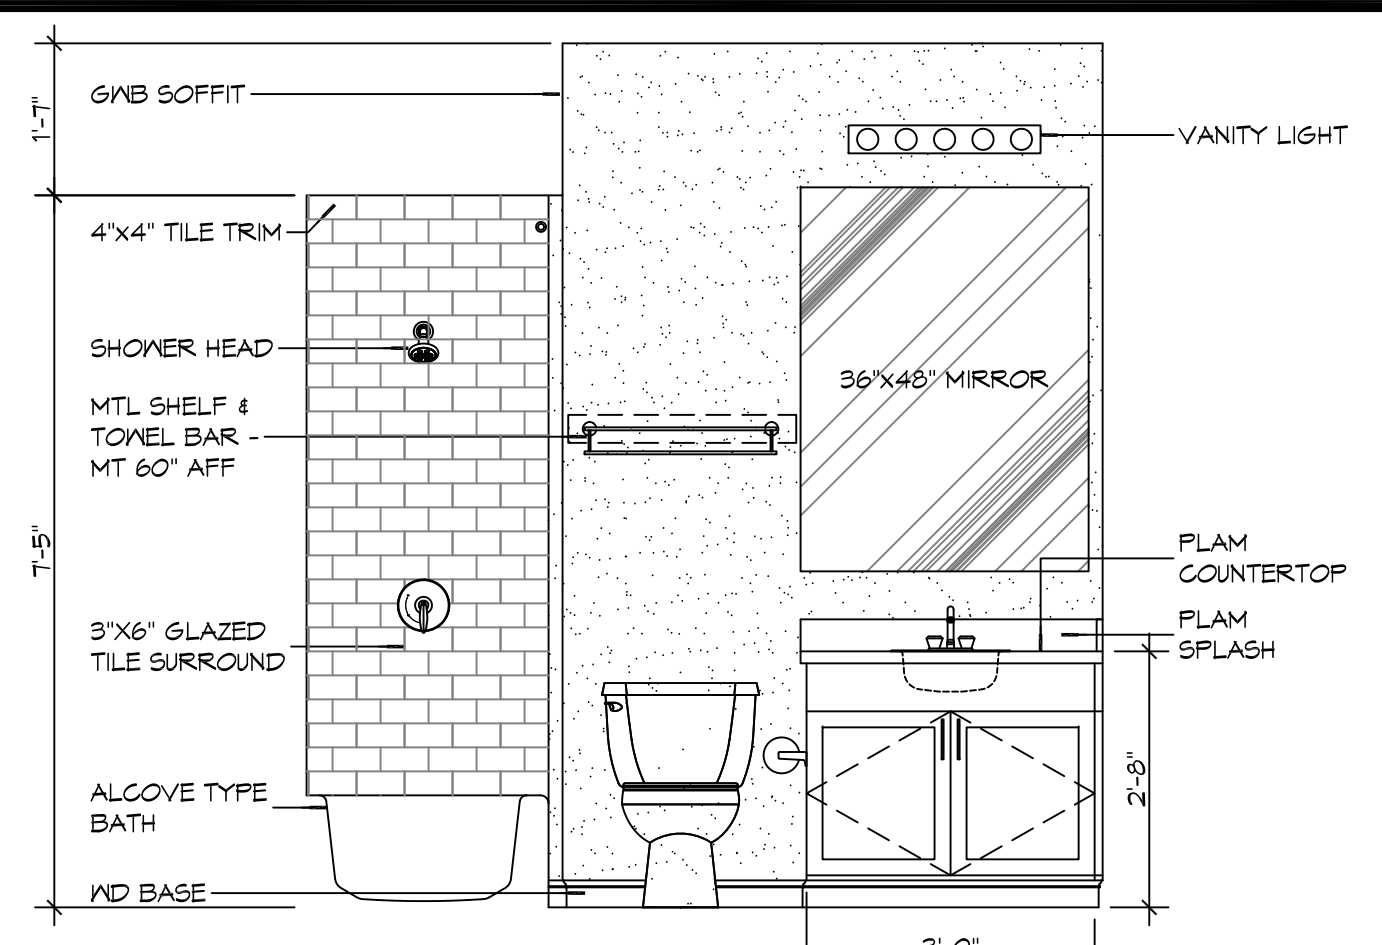 1'-7"
GWB SOFFIT
VANITY LIGHT
4"x4" TILE TRIM
SHOWER HEAD
36"x48" MIRROR
MTL SHELF &
TOWEL BAR -
MT 60" AFF
7'-5"
PLAM
COUNTERTOP
3"X6" GLAZED
TILE SURROUND
PLAM
SPLASH
2'-8"
ALCOVE TYPE
BATH
WD BASE